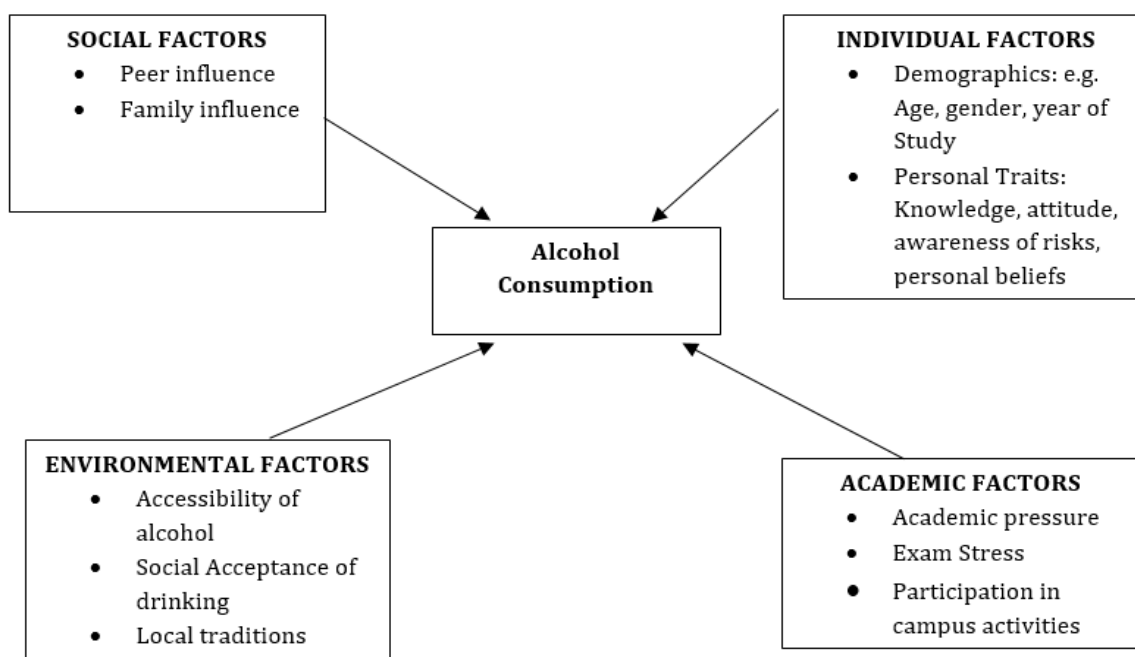 SOCIAL FACTORS
• Peer influence
• Family influence
INDIVIDUAL FACTORS
• Demographics: e.g.
Age, gender, year of
Study
• Personal Traits:
Knowledge, attitude,
awareness of risks,
personal beliefs
Alcohol
Consumption
ENVIRONMENTAL FACTORS
• Accessibility of
alcohol
• Social Acceptance of
drinking
• Local traditions
ACADEMIC FACTORS
• Academic pressure
• Exam Stress
• Participation in
campus activities